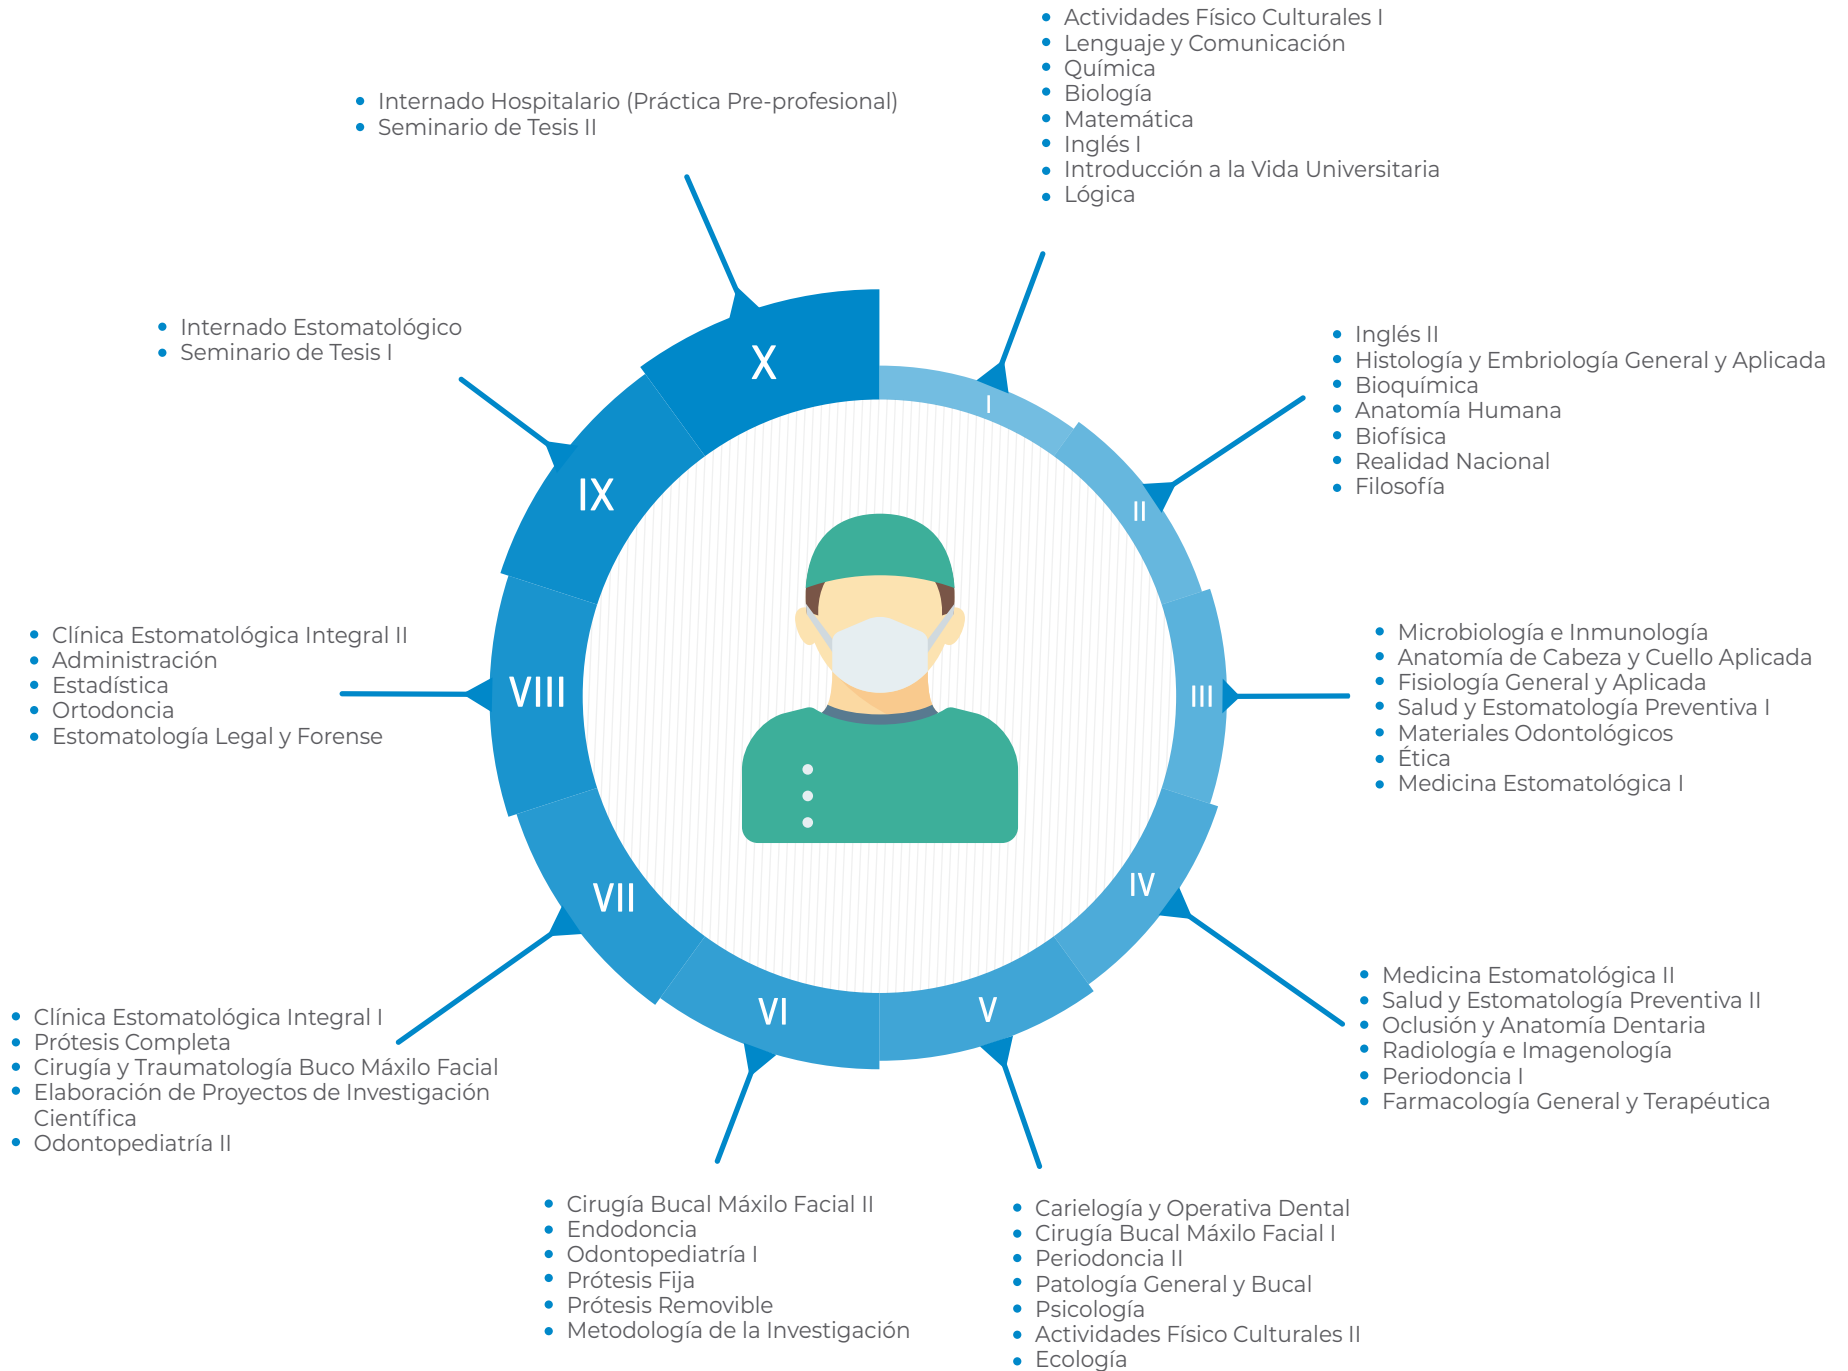 Actividades Físico Culturales I
Lenguaje y Comunicación
Química
Biología
Matemática
Inglés I
Introducción a la Vida Universitaria
Lógica
I
Inglés II
Histología y Embriología General y Aplicada
Bioquímica
Anatomía Humana
Biofísica
Realidad Nacional
Filosofía
II
Microbiología e Inmunología
Anatomía de Cabeza y Cuello Aplicada
Fisiología General y Aplicada
Salud y Estomatología Preventiva I
Materiales Odontológicos
Ética
Medicina Estomatológica I
III
Medicina Estomatológica II
Salud y Estomatología Preventiva II
Oclusión y Anatomía Dentaria
Radiología e Imagenología
Periodoncia I
Farmacología General y Terapéutica
IV
Carielogía y Operativa Dental
Cirugía Bucal Máxilo Facial I
Periodoncia II
Patología General y Bucal
Psicología
Actividades Físico Culturales II
Ecología
V
Cirugía Bucal Máxilo Facial II
Endodoncia
Odontopediatría I
Prótesis Fija
Prótesis Removible
Metodología de la Investigación
VI
Clínica Estomatológica Integral I
Prótesis Completa
Cirugía y Traumatología Buco Máxilo Facial
Elaboración de Proyectos de Investigación
Científica
Odontopediatría II
VII
Clínica Estomatológica Integral II
Administración
Estadística
Ortodoncia
Estomatología Legal y Forense
VIII
Internado Estomatológico
Seminario de Tesis I
IX
Internado Hospitalario (Práctica Pre-profesional)
Seminario de Tesis II
X